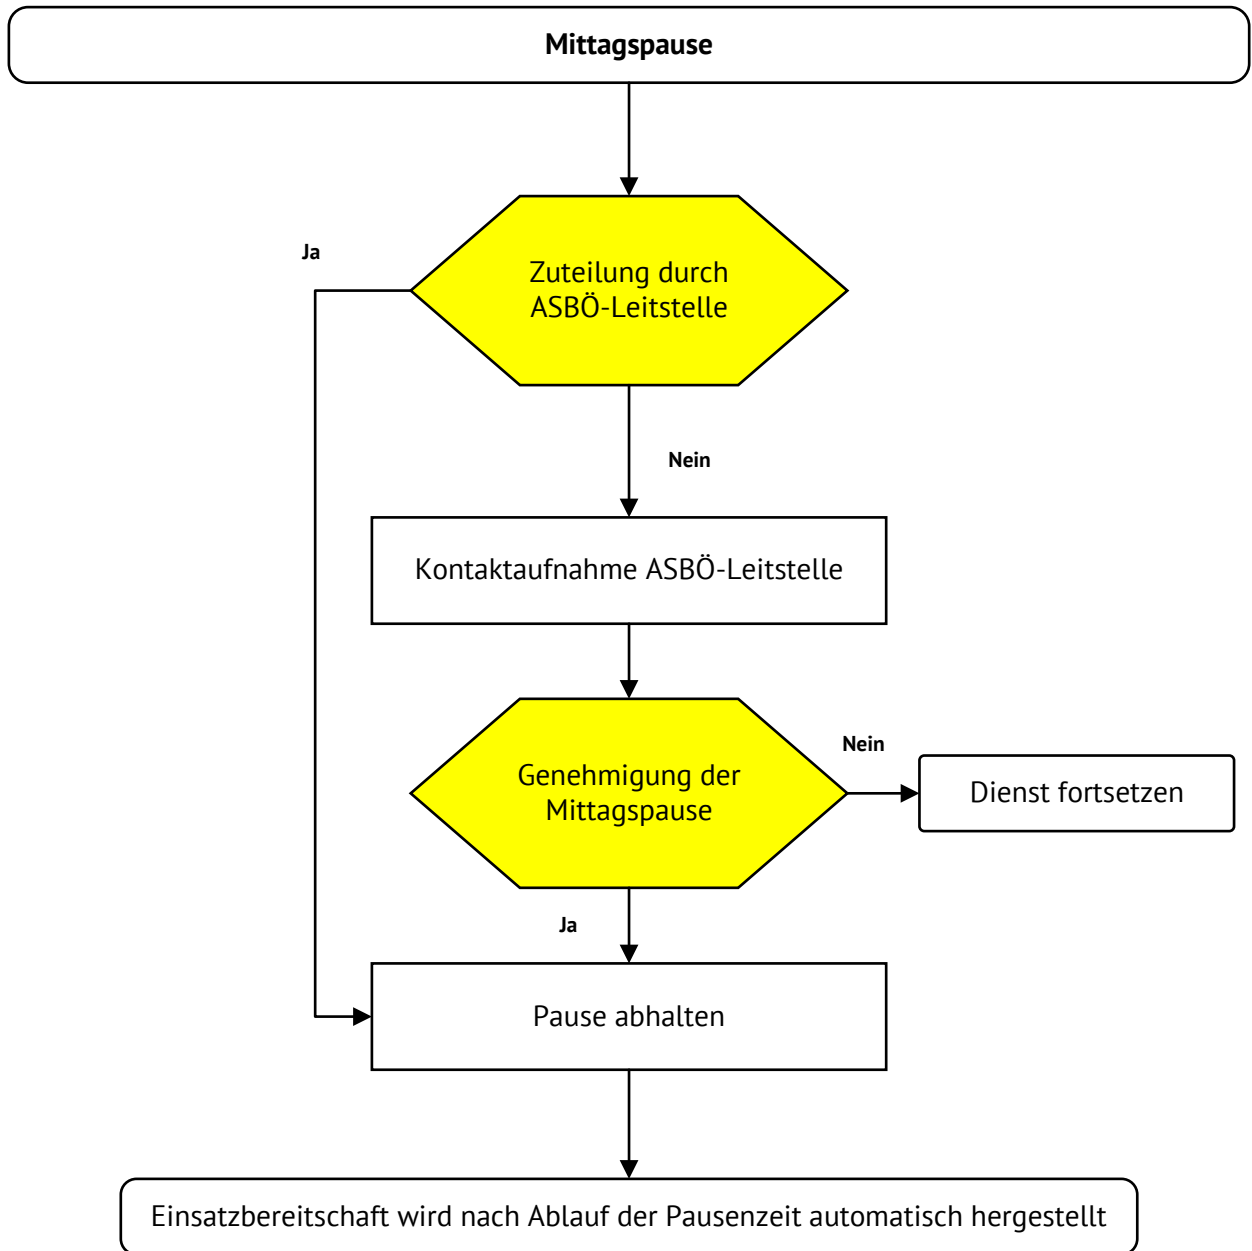 Mittagspause
Ja
Zuteilung durch
ASBÖ-Leitstelle
Nein
Kontaktaufnahme ASBÖ-Leitstelle
Genehmigung der
Mittagspause
Nein
Dienst fortsetzen
Ja
Pause abhalten
Einsatzbereitschaft wird nach Ablauf der Pausenzeit automatisch hergestellt